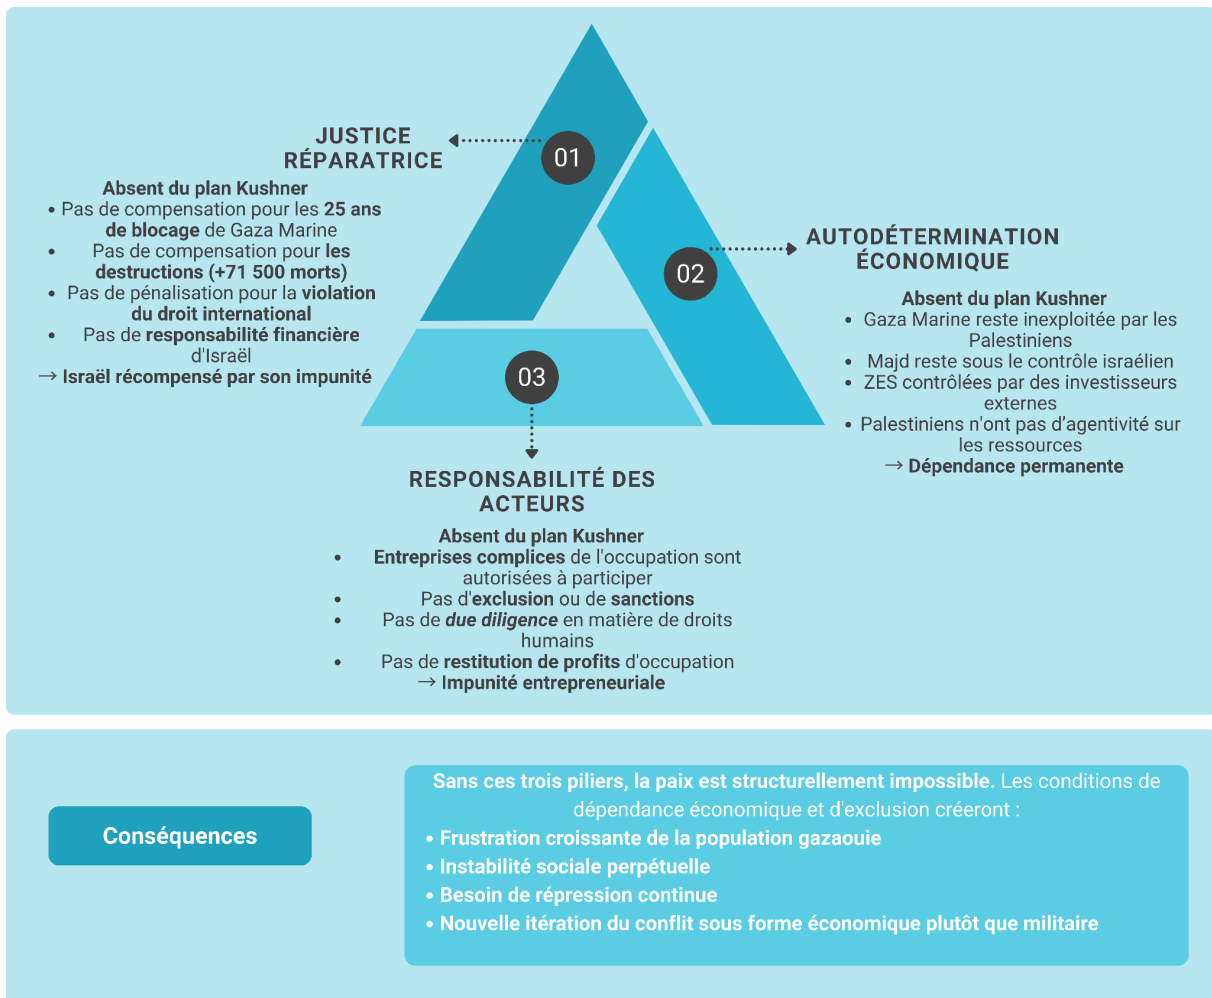 JUSTICE
RÉPARATRICE
01
Absent du plan Kushner
• Pas de compensation pour les 25 ans
de blocage de Gaza Marine
• Pas de compensation pour les
destructions (+71 500 morts)
• Pas de pénalisation pour la violation
du droit international
• Pas de responsabilité financière
d'Israël
→ Israël récompensé par son impunité
02
AUTODÉTERMINATION
ÉCONOMIQUE
Absent du plan Kushner
• Gaza Marine reste inexploitée par les
Palestiniens
• Majd reste sous le contrôle israélien
• ZES contrôlées par des investisseurs
externes
• Palestiniens n'ont pas d’agentivité sur
les ressources
→ Dépendance permanente
03
RESPONSABILITÉ DES
ACTEURS
Absent du plan Kushner
• Entreprises complices de l'occupation sont
autorisées à participer
• Pas d'exclusion ou de sanctions
• Pas de due diligence en matière de droits
humains
• Pas de restitution de profits d'occupation
→ Impunité entrepreneuriale
Conséquences
Sans ces trois piliers, la paix est structurellement impossible. Les conditions de
dépendance économique et d'exclusion créeront :
• Frustration croissante de la population gazaouie
• Instabilité sociale perpétuelle
• Besoin de répression continue
• Nouvelle itération du conflit sous forme économique plutôt que militaire